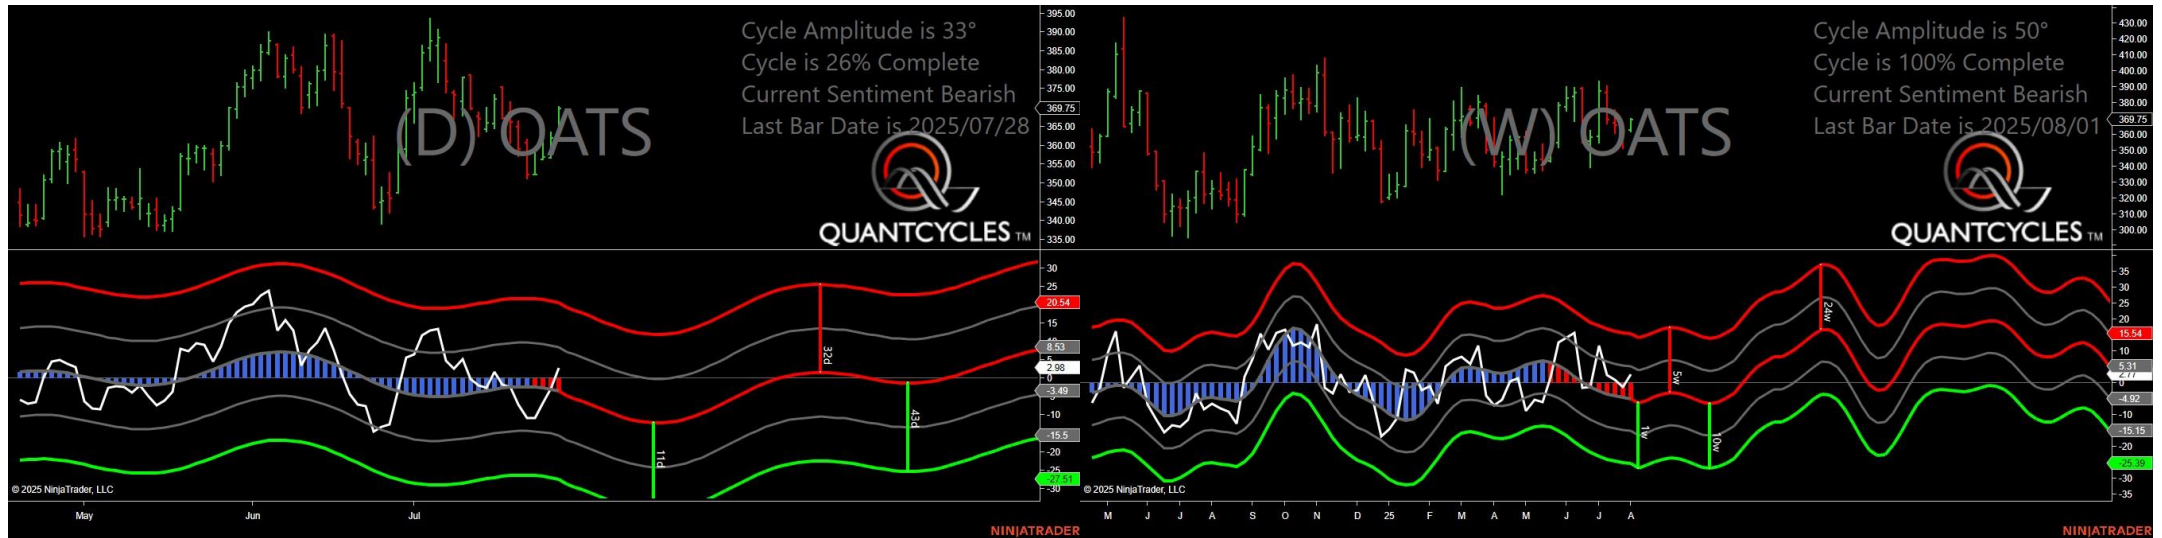 Cycle Amplitude is 33°
Cycle is 26% Complete
Current Sentiment Bearish
Last Bar Date is 2025/07/28
(D) OATS
QUANTCYCLES TM
395.00
390.00
385.00
380.00
375.00
369.75
365.00
360.00
355.00
350.00
345.00
340.00
335.00
30
20.54
15
8.53
5
2.98
0
-3.49
-10
-15.5
-20
-25
-27.51
-30
32d
43d
11d
© 2025 NinjaTrader, LLC
May Jun Jul
NINJATRADER
Cycle Amplitude is 50°
Cycle is 100% Complete
Current Sentiment Bearish
Last Bar Date is 2025/08/01
(W) OATS
QUANTCYCLES TM
430.00
420.00
410.00
400.00
390.00
380.00
369.75
360.00
350.00
340.00
330.00
320.00
310.00
300.00
35
30
25
20
15.54
10
5.31
2.77
0
-4.92
-10
-15.15
-20
-25.39
-30
-35
24w
5w
1w
10w
© 2025 NinjaTrader, LLC
M J J A S O N D 25 F M A M J J A
NINJATRADER